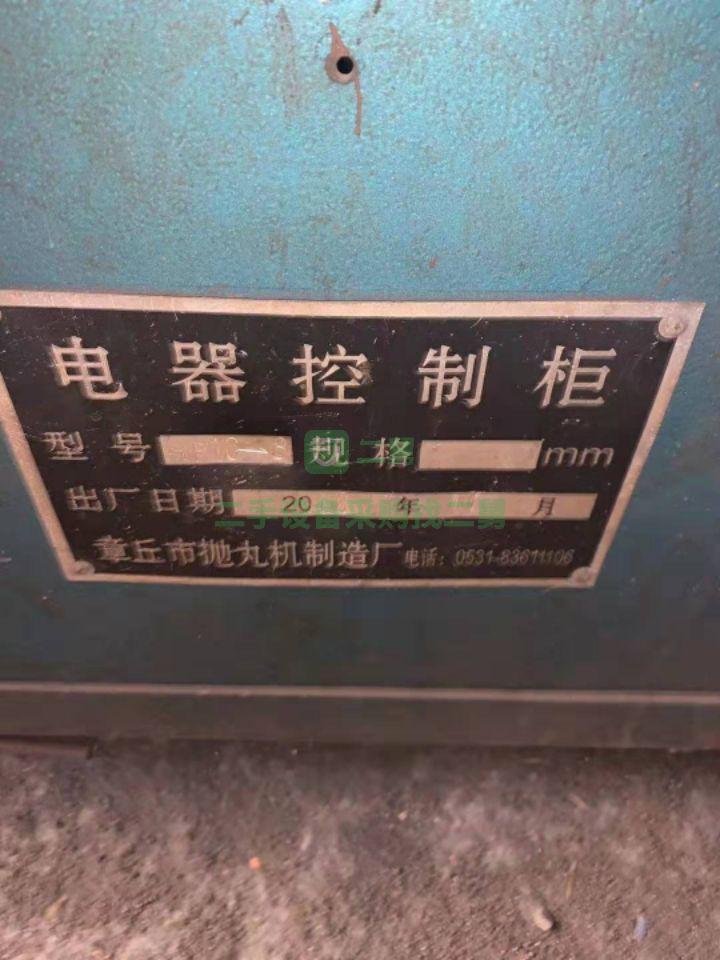 电器控制柜
型号 规格 mm
出厂日期 20 年 月
二手设备采购找二勇
章丘市抛丸机制造厂 电话：0531-83611106